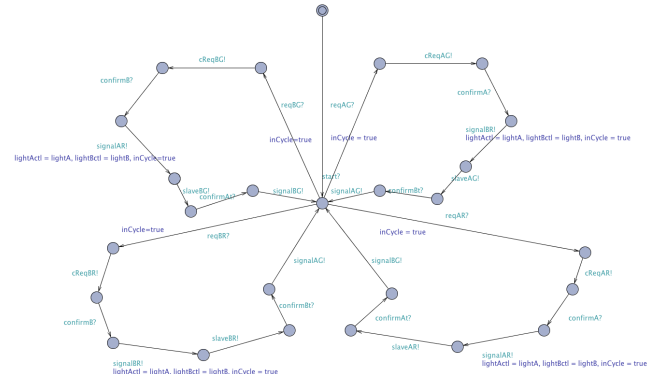 cReqBG!
cReqAG!
confirmB?
confirmA?
reqBG?
reqAG?
inCycle=true
inCycle = true
signalAR!
lightActl = lightA, lightBctl = lightB, inCycle=true
signalBR!
lightActl = lightA, lightBctl = lightB, inCycle = true
start?
slaveBG!
confirmAt?
signalBG!
signalAG!
confirmBt?
slaveAG!
reqAR?
inCycle=true
reqBR?
inCycle = true
cReqBR!
signalAG!
signalBG!
cReqAR!
confirmB?
confirmBt?
confirmAt?
confirmA?
slaveBR!
slaveAR!
signalBR!
lightActl = lightA, lightBctl = lightB, inCycle = true
signalAR!
lightActl = lightA, lightBctl = lightB, inCycle = true